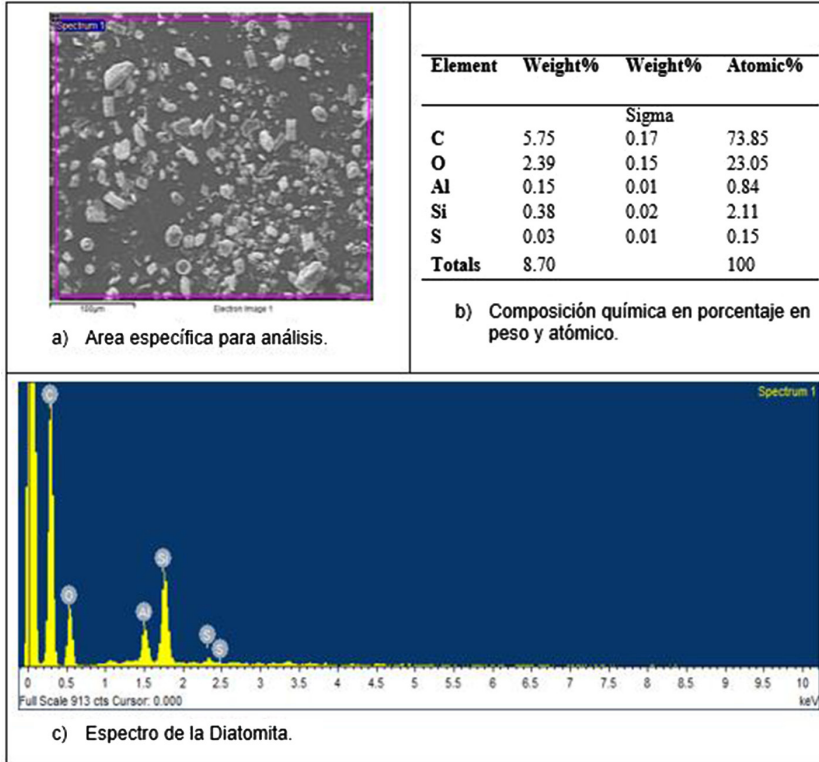 Spectrum 1
100µm
Electron Image 1
a) Area específica para análisis.
Element Weight% Weight% Atomic%
Sigma
C 5.75 0.17 73.85
O 2.39 0.15 23.05
Al 0.15 0.01 0.84
Si 0.38 0.02 2.11
S 0.03 0.01 0.15
Totals 8.70 100
b) Composición química en porcentaje en
peso y atómico.
Spectrum 1
C
O
Al
Si
S
S
0 0.5 1 1.5 2 2.5 3 3.5 4 4.5 5 5.5 6 6.5 7 7.5 8 8.5 9 9.5 10
Full Scale 913 cts Cursor: 0.000 keV
c) Espectro de la Diatomita.